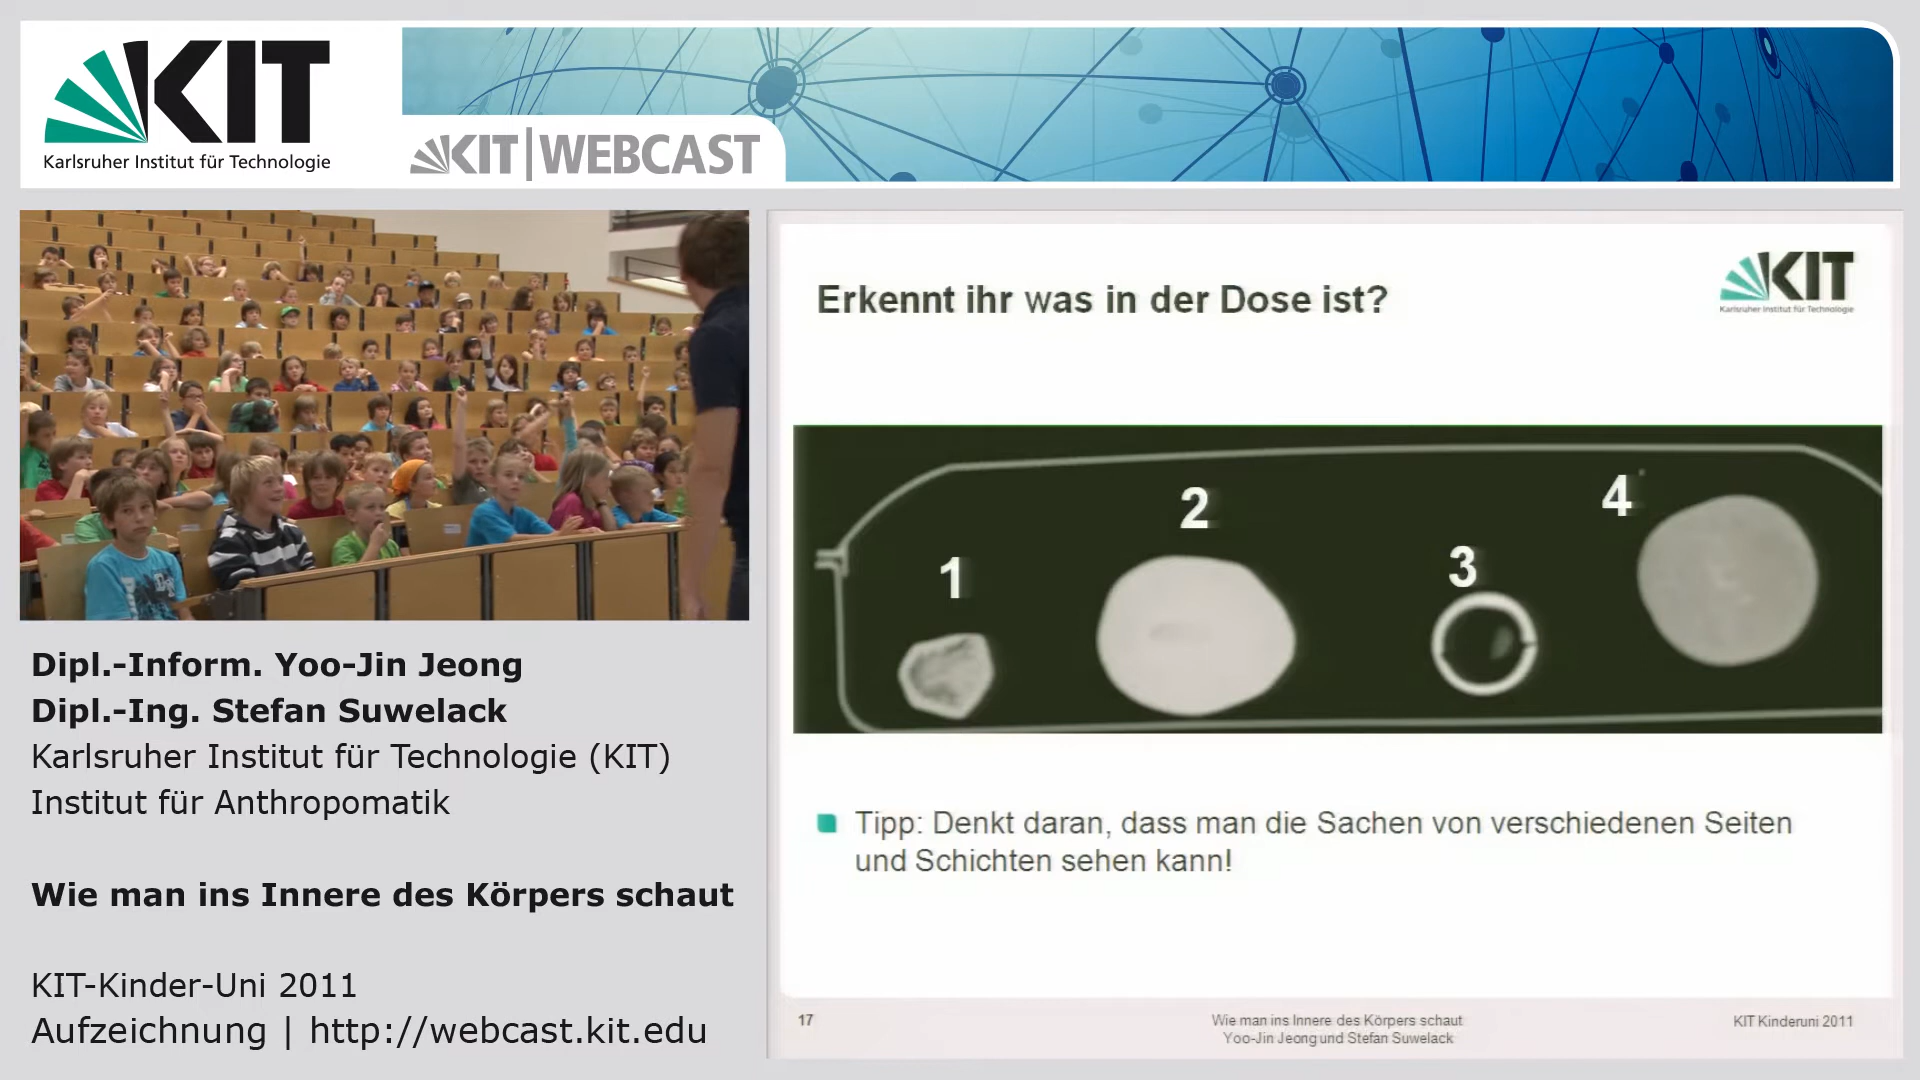 KIT
Karlsruher Institut für Technologie
KIT | WEBCAST
Dipl.-Inform. Yoo-Jin Jeong
Dipl.-Ing. Stefan Suwelack
Karlsruher Institut für Technologie (KIT)
Institut für Anthropomatik
Wie man ins Innere des Körpers schaut
KIT-Kinder-Uni 2011
Aufzeichnung | http://webcast.kit.edu
Erkennt ihr was in der Dose ist?
KIT
Karlsruher Institut für Technologie
1
2
3
4
Tipp: Denkt daran, dass man die Sachen von verschiedenen Seiten
und Schichten sehen kann!
17
Wie man ins Innere des Körpers schaut
Yoo-Jin Jeong und Stefan Suwelack
KIT Kinderuni 2011